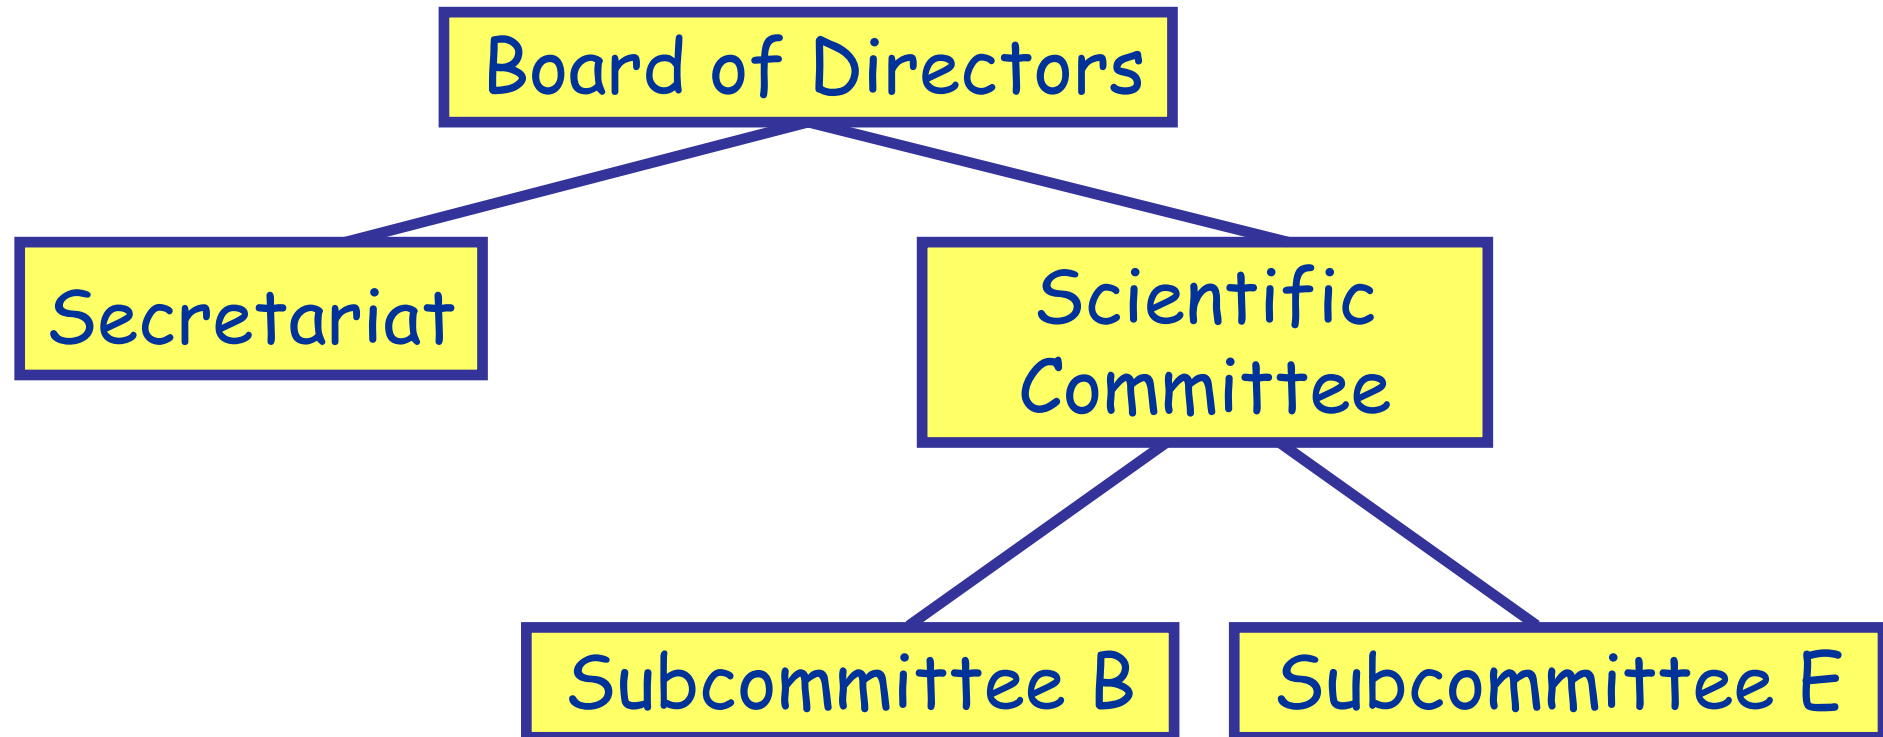 Board of Directors
Secretariat
Scientific
Committee
Subcommittee B
Subcommittee E